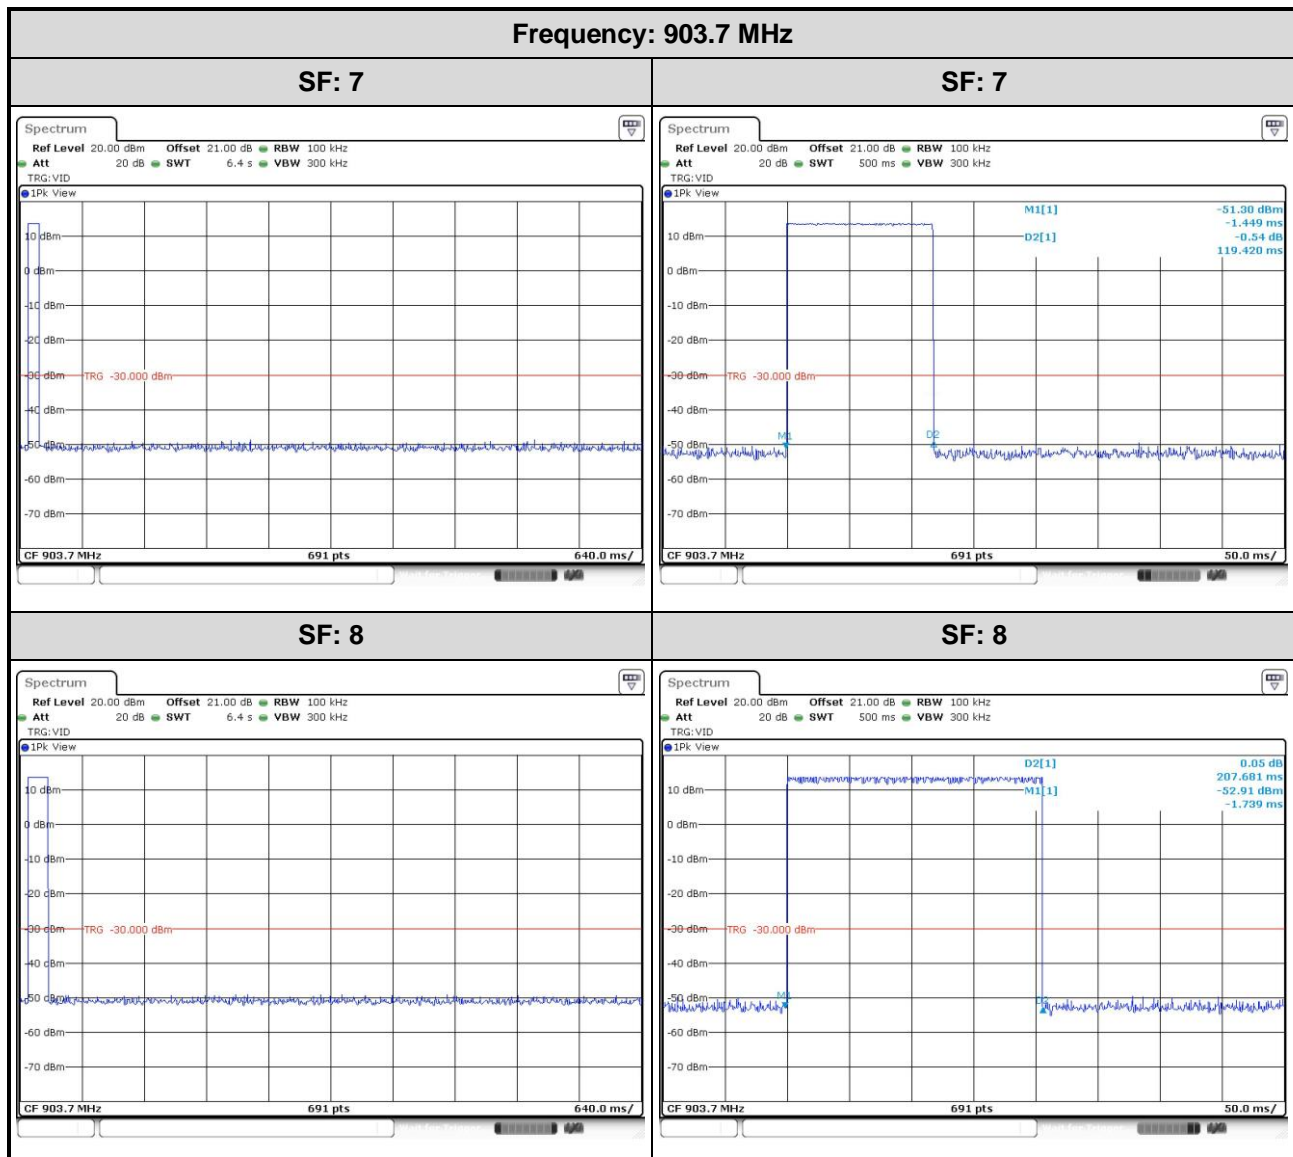 Frequency: 903.7 MHz
SF: 7
SF: 7
Spectrum
Ref Level 20.00 dBm Offset 21.00 dB RBW 100 kHz
Att 20 dB SWT 6.4 s VBW 300 kHz
TRG:VID
1Pk View
10 dBm
0 dBm
-10 dBm
-20 dBm
-30 dBm
TRG -30.000 dBm
-40 dBm
-50 dBm
-60 dBm
-70 dBm
CF 903.7 MHz 691 pts 640.0 ms/
Spectrum
Ref Level 20.00 dBm Offset 21.00 dB RBW 100 kHz
Att 20 dB SWT 500 ms VBW 300 kHz
TRG:VID
1Pk View
M1[1] -51.30 dBm
-1.449 ms
10 dBm
D2[1] -0.54 dB
119.420 ms
0 dBm
-10 dBm
-20 dBm
-30 dBm
TRG -30.000 dBm
-40 dBm
M1
D2
-50 dBm
-60 dBm
-70 dBm
CF 903.7 MHz 691 pts 50.0 ms/
SF: 8
SF: 8
Spectrum
Ref Level 20.00 dBm Offset 21.00 dB RBW 100 kHz
Att 20 dB SWT 6.4 s VBW 300 kHz
TRG:VID
1Pk View
10 dBm
0 dBm
-10 dBm
-20 dBm
-30 dBm
TRG -30.000 dBm
-40 dBm
-50 dBm
-60 dBm
-70 dBm
CF 903.7 MHz 691 pts 640.0 ms/
Spectrum
Ref Level 20.00 dBm Offset 21.00 dB RBW 100 kHz
Att 20 dB SWT 500 ms VBW 300 kHz
TRG:VID
1Pk View
D2[1] 0.05 dB
207.681 ms
10 dBm
M1[1] -52.91 dBm
-1.739 ms
0 dBm
-10 dBm
-20 dBm
-30 dBm
TRG -30.000 dBm
-40 dBm
M1
D2
-50 dBm
-60 dBm
-70 dBm
CF 903.7 MHz 691 pts 50.0 ms/